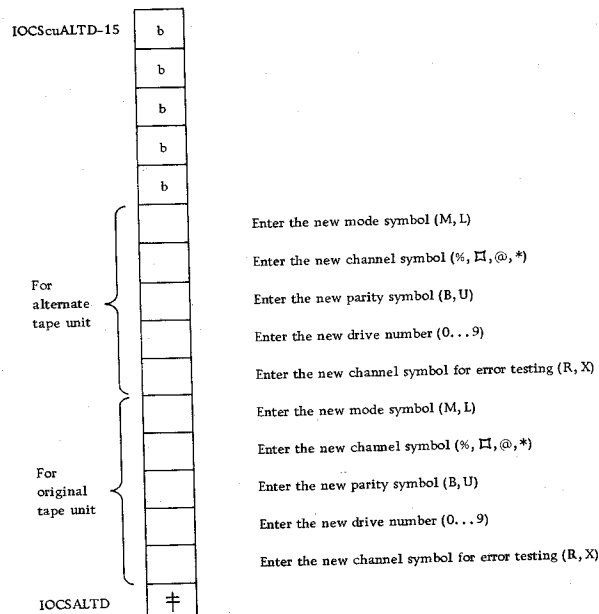 IOCScuALTD-15
b
b
b
b
b
For
alternate
tape unit
Enter the new mode symbol (M, L)
Enter the new channel symbol (%, ⌑, @, *)
Enter the new parity symbol (B, U)
Enter the new drive number (0...9)
Enter the new channel symbol for error testing (R, X)
For
original
tape unit
Enter the new mode symbol (M, L)
Enter the new channel symbol (%, ⌑, @, *)
Enter the new parity symbol (B, U)
Enter the new drive number (0...9)
Enter the new channel symbol for error testing (R, X)
IOCSALTD
‡